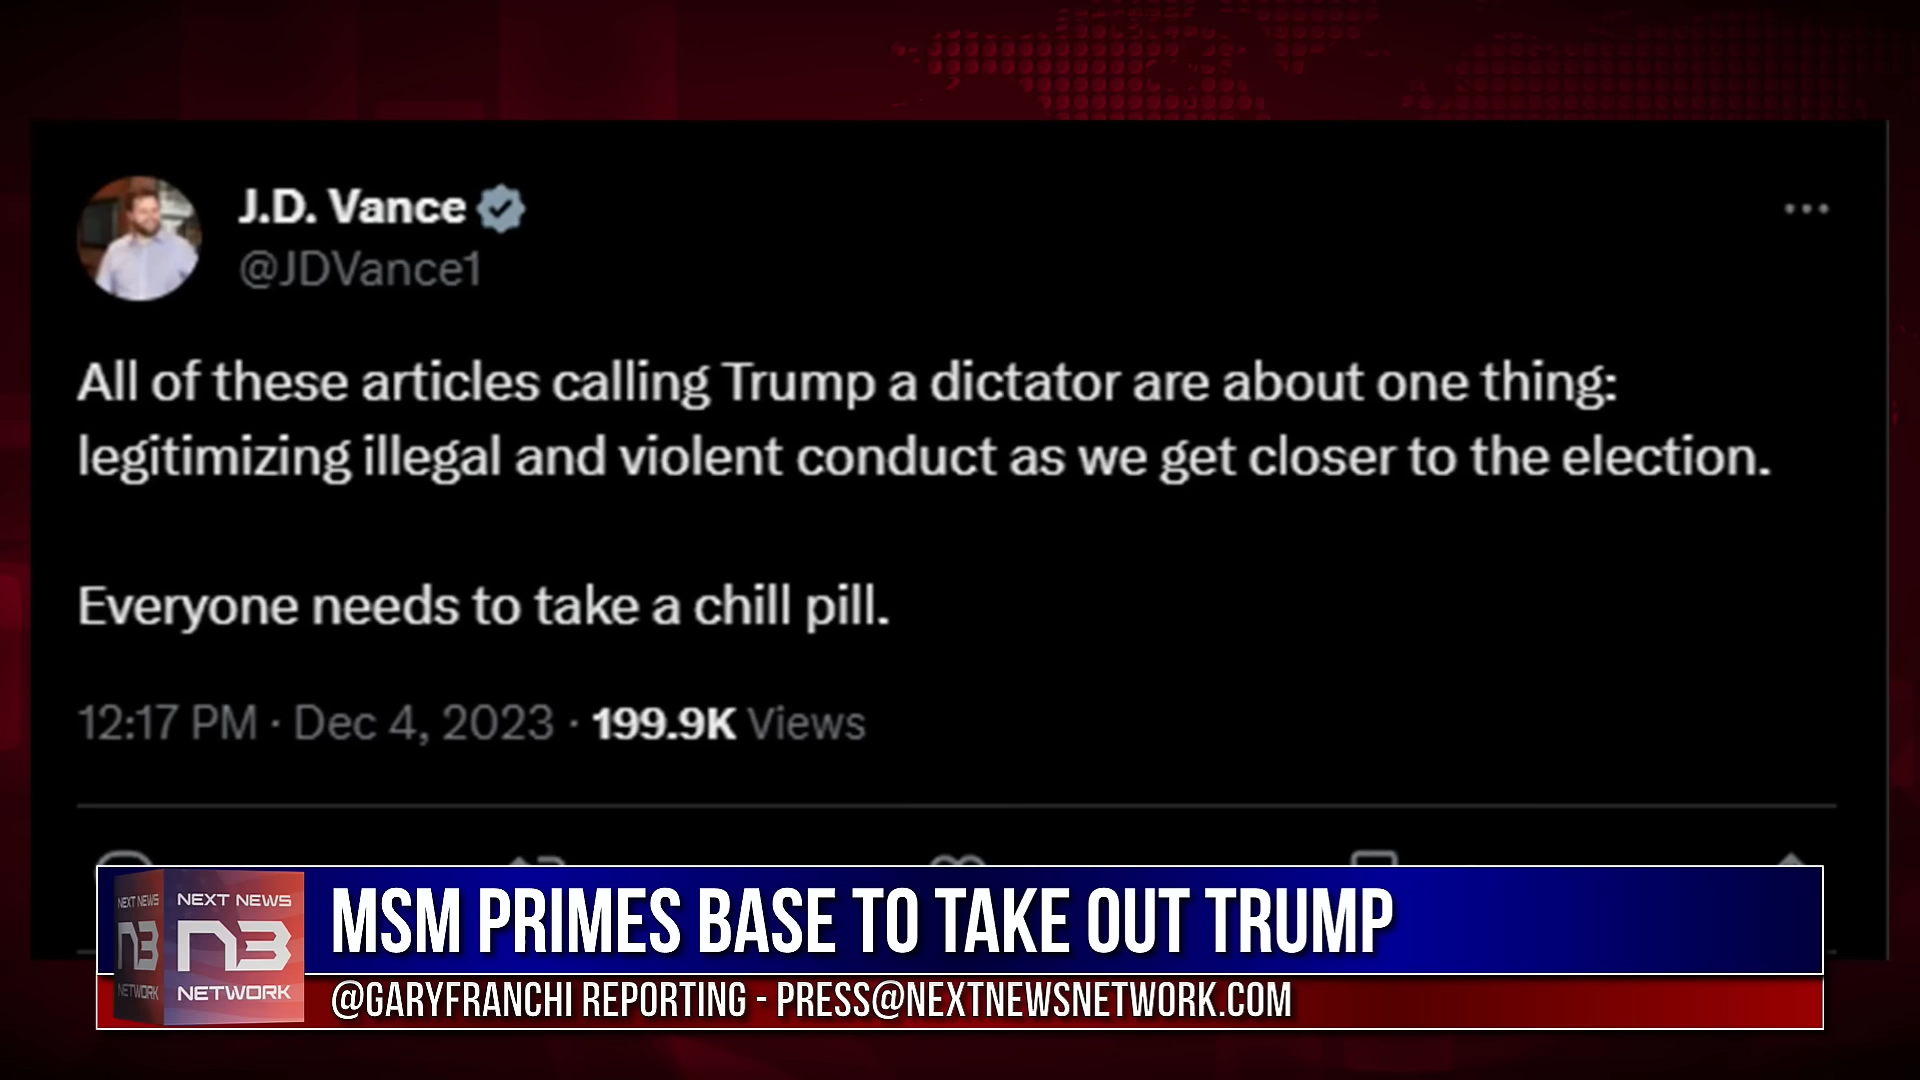 J.D. Vance
@JDVance1
All of these articles calling Trump a dictator are about one thing:
legitimizing illegal and violent conduct as we get closer to the election.
Everyone needs to take a chill pill.
12:17 PM · Dec 4, 2023 · 199.9K Views
NEXT NEWS
N3
NETWORK
NEXT NEWS
N3
NETWORK
MSM PRIMES BASE TO TAKE OUT TRUMP
@GARYFRANCHI REPORTING - PRESS@NEXTNEWSNETWORK.COM